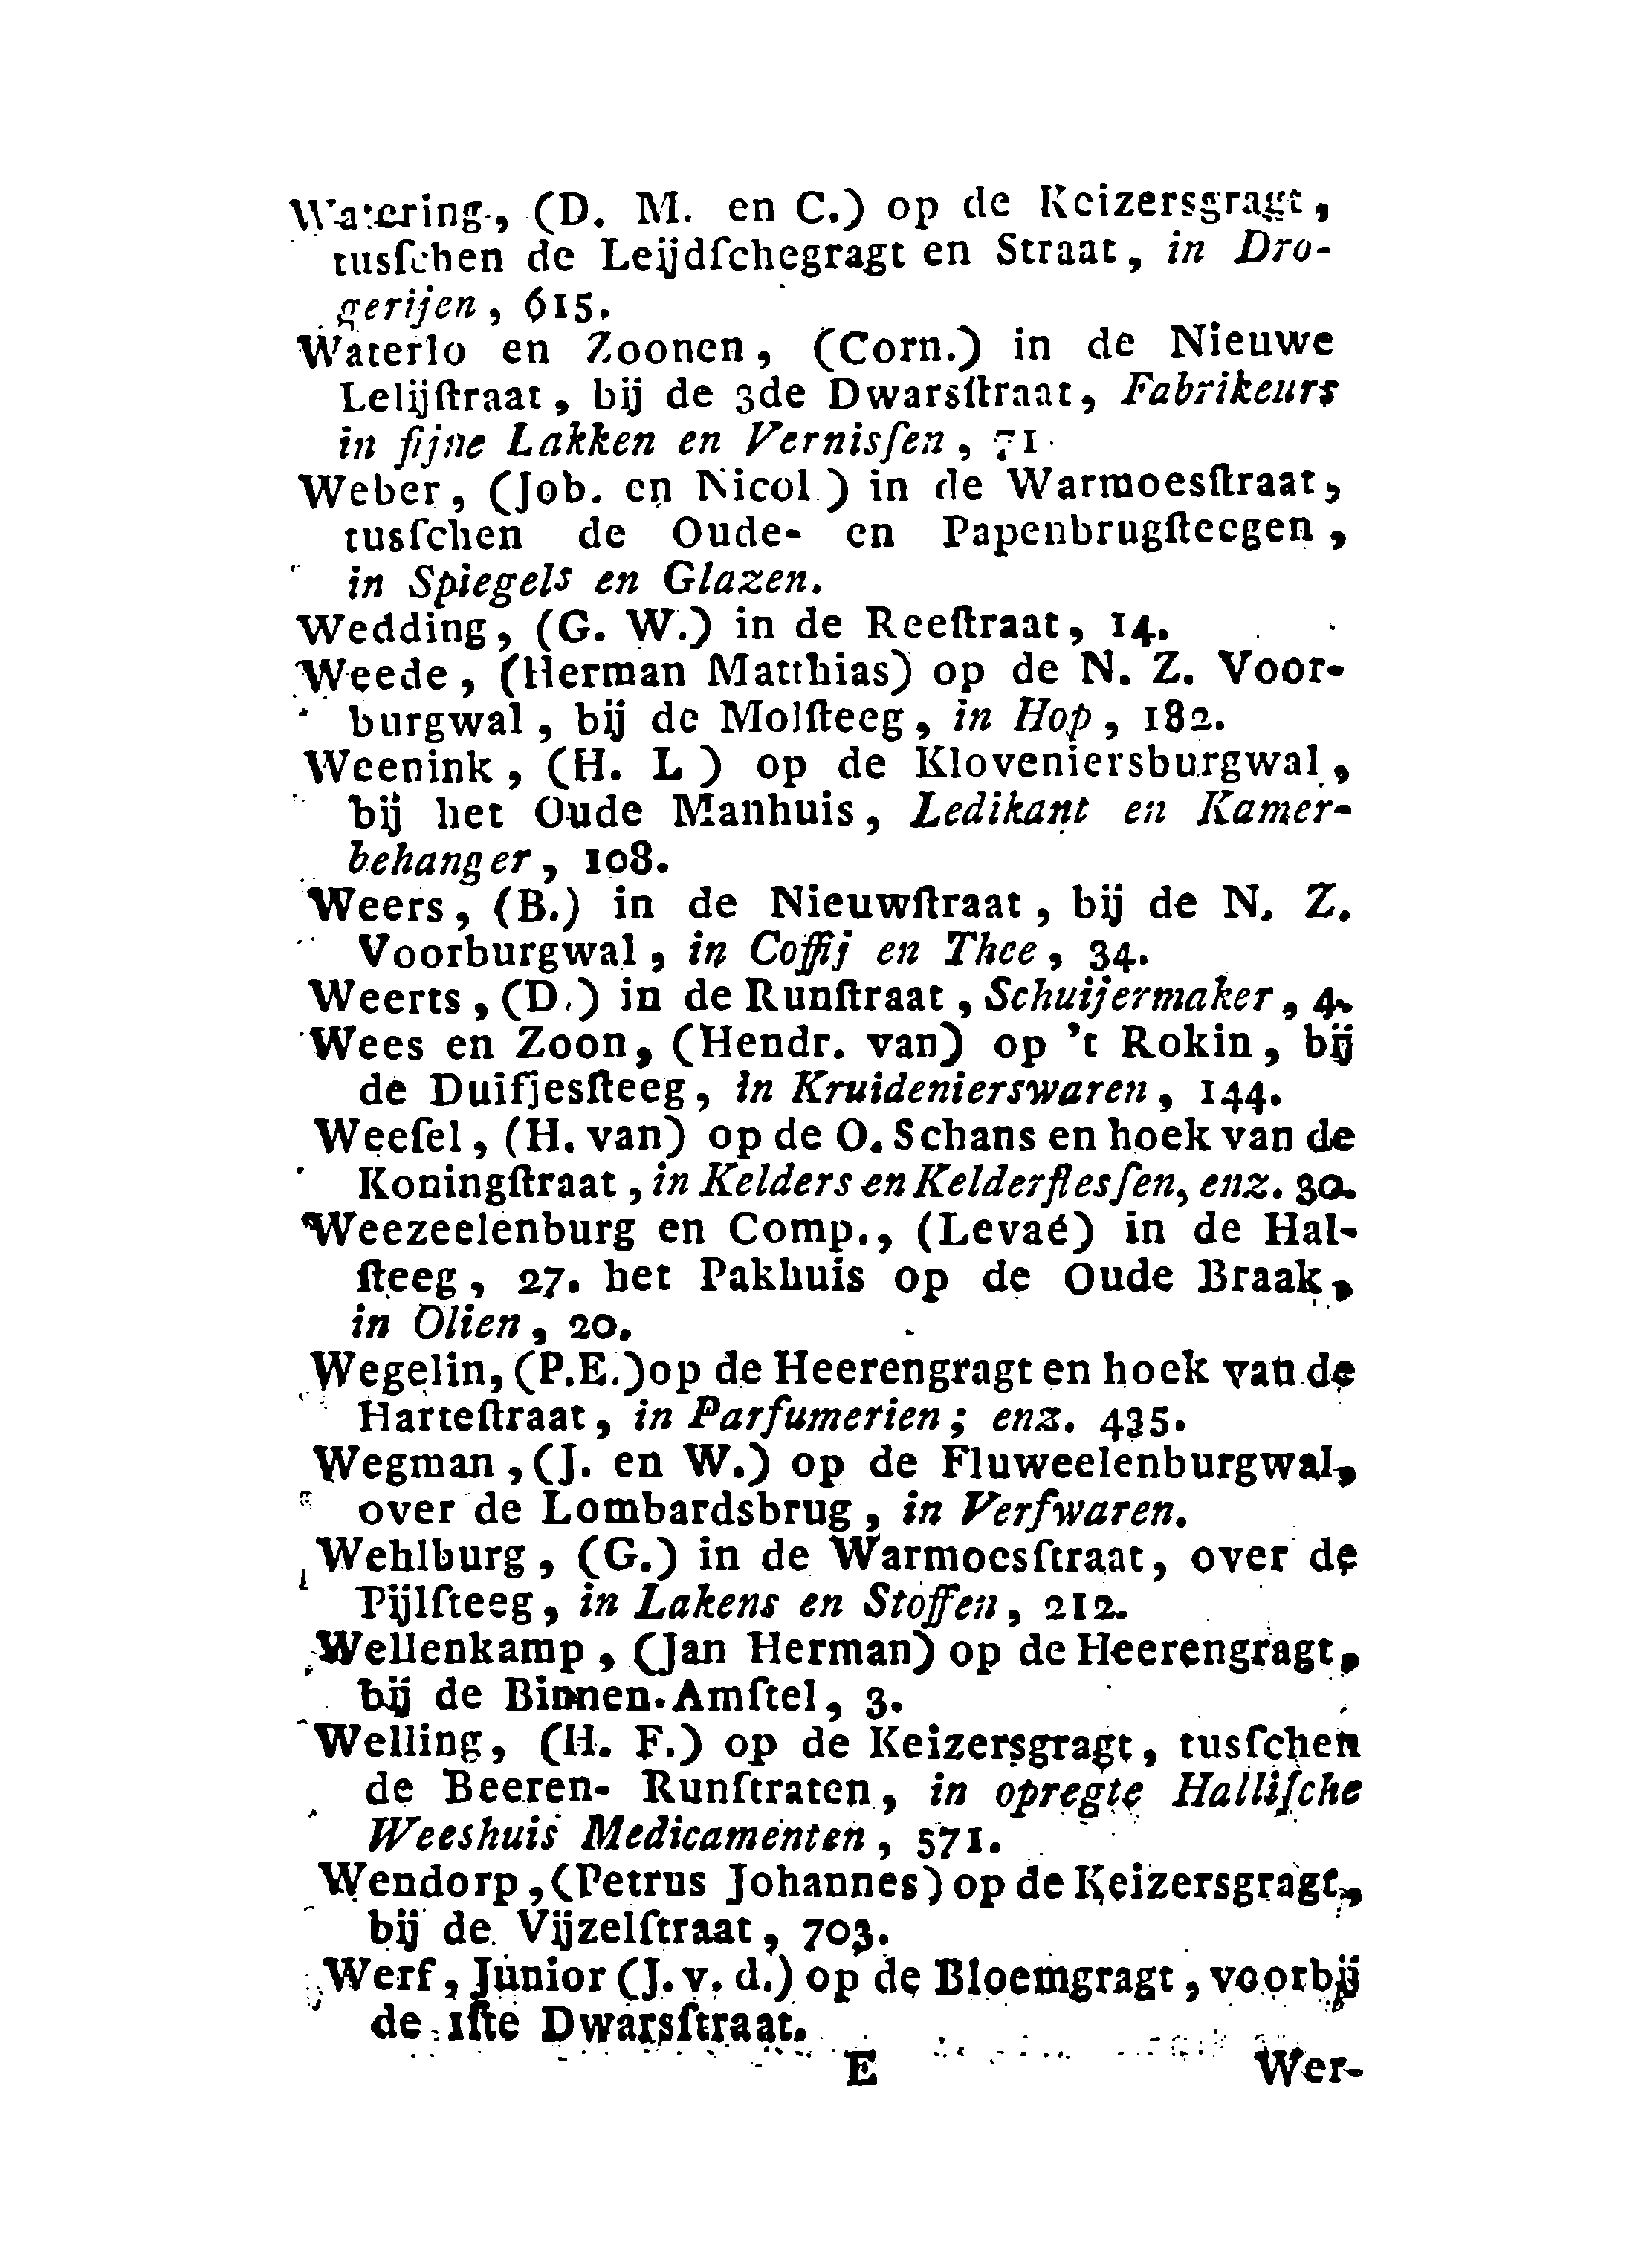 Watering, (D. M. en C.) op de Keizersgragt,
tusſchen de Leijdſchegragt en Straat, in Dro-
gerijen, 615.
Waterlo en Zoonen, (Corn.) in de Nieuwe
Lelijſtraat, bij de 3de Dwarsſtraat, Fabrikeurs
in fijne Lakken en Vernisſen, 71.
Weber, (Job. en Nicol.) in de Warmoesſtraat,
tusſchen de Oude- en Papenbrugſteegen,
in Spiegels en Glazen.
Wedding, (G. W.) in de Reeſtraat, 14.
Weede, (Herman Matthias) op de N. Z. Voor-
burgwal, bij de Molſteeg, in Hop, 182.
Weenink, (H. L) op de Kloveniersburgwal,
bij het Oude Manhuis, Ledikant en Kamer-
behanger, 108.
Weers, (B.) in de Nieuwſtraat, bij de N. Z.
Voorburgwal, in Coffij en Thee, 34.
Weerts, (D.) in de Runſtraat, Schuijermaker, 4.
Wees en Zoon, (Hendr. van) op 't Rokin, bij
de Duifjesſteeg, in Kruidenierswaren, 144.
Weeſel, (H. van) op de O. Schans en hoek van de
Koningſtraat, in Kelders en Kelderflesſen, enz. 30.
Weezeelenburg en Comp., (Levaé) in de Hal-
ſteeg, 27. het Pakhuis op de Oude Braak,
in Olien, 20.
Wegelin, (P.E.) op de Heerengragt en hoek van de
Harteſtraat, in Parfumerien; enz. 435.
Wegman, (J. en W.) op de Fluweelenburgwal,
over de Lombardsbrug, in Verfwaren.
Wehlburg, (G.) in de Warmoesſtraat, over de
Pijlſteeg, in Lakens en Stoffen, 212.
Wellenkamp, (Jan Herman) op de Heerengragt,
bij de Binnen-Amſtel, 3.
Welling, (H. F.) op de Keizersgragt, tusſchen
de Beeren- Runſtraten, in opregte Halliſche
Weeshuis Medicamenten, 571.
Wendorp, (Petrus Johannes) op de Keizersgragt,
bij de Vijzelſtraat, 703.
Werf, Junior (J. v. d.) op de Bloemgragt, voorbij
de 1ſte Dwarsſtraat.
E Wer-